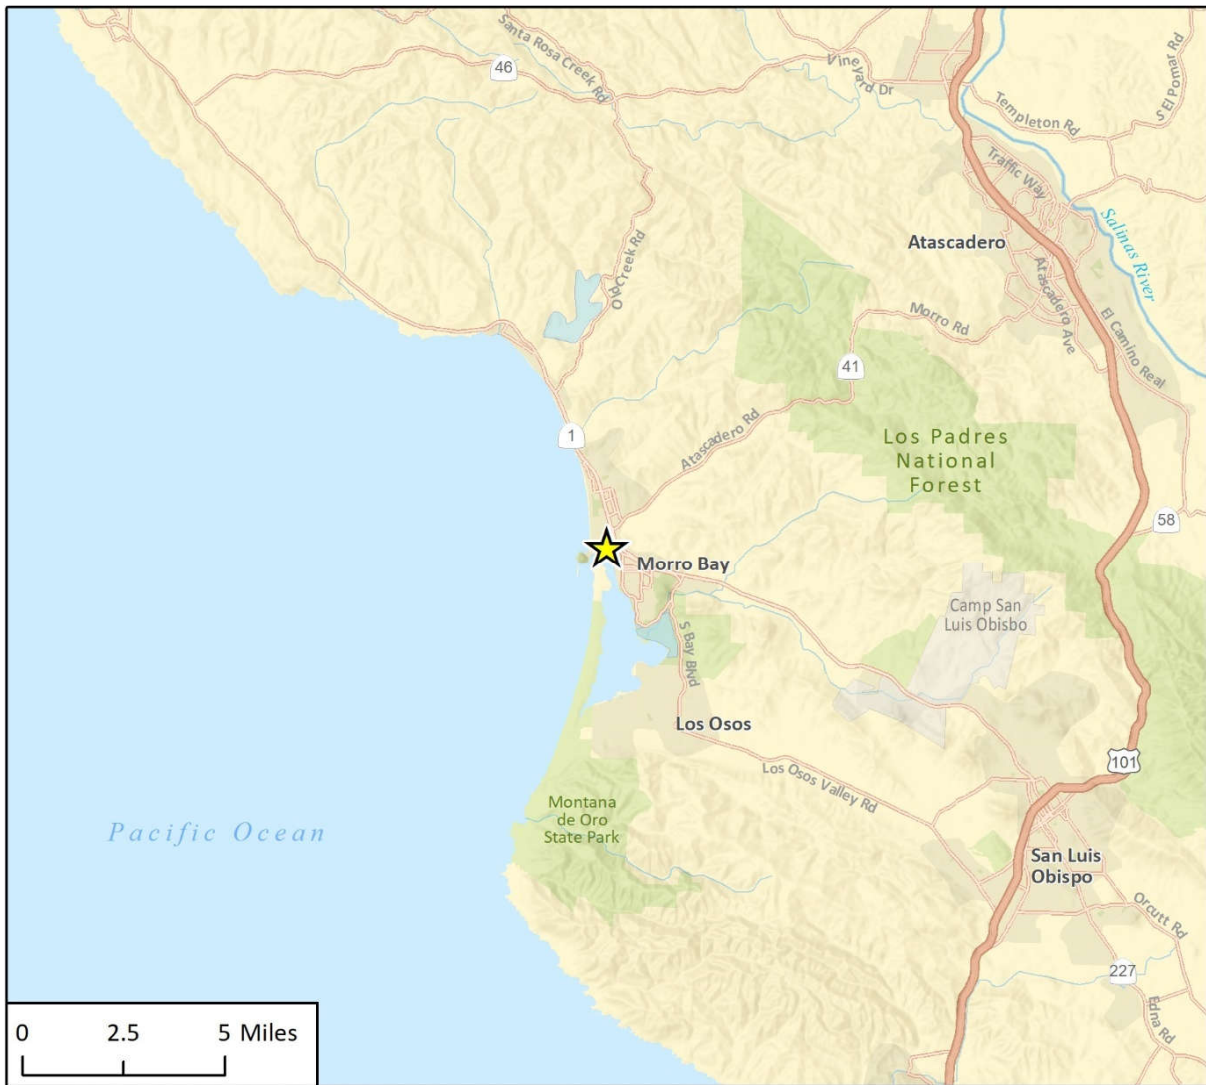 Santa Rosa Creek Rd
46
Vineyard Dr
Templeton Rd
S El Pomar Rd
Traffic Way
Salinas River
Atascadero
Old Creek Rd
Morro Rd
Atascadero Ave
El Camino Real
41
1
Atascadero Rd
Los Padres
National
Forest
58
Morro Bay
Camp San
Luis Obisbo
S Bay Blvd
Los Osos
101
Los Osos Valley Rd
Montana
de Oro
State Park
Pacific Ocean
San Luis
Obispo
Orcutt Rd
227
Edna Rd
0 2.5 5 Miles